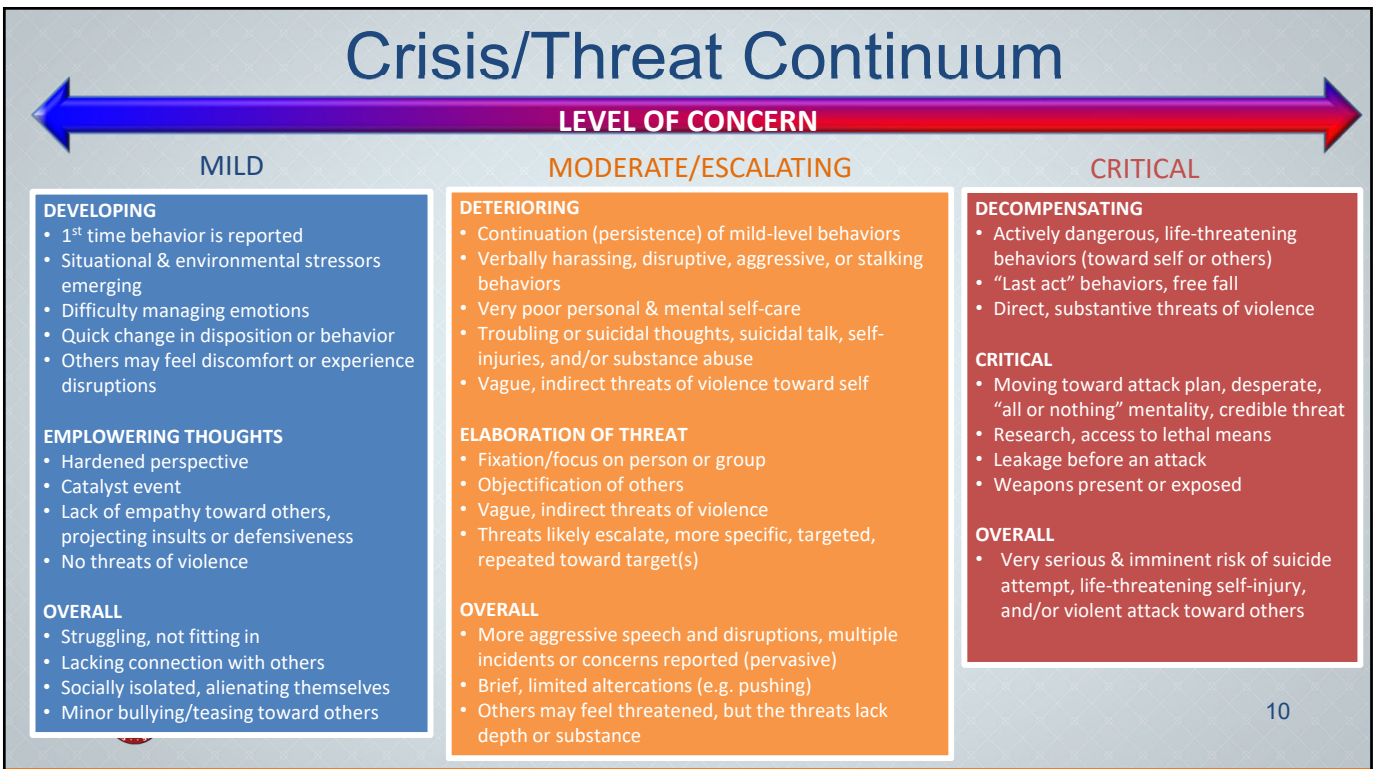 Crisis/Threat Continuum
LEVEL OF CONCERN
MILD
DEVELOPING
• 1st time behavior is reported
• Situational & environmental stressors
emerging
• Difficulty managing emotions
• Quick change in disposition or behavior
• Others may feel discomfort or experience
disruptions
EMPLOWERING THOUGHTS
• Hardened perspective
• Catalyst event
• Lack of empathy toward others,
projecting insults or defensiveness
• No threats of violence
OVERALL
• Struggling, not fitting in
• Lacking connection with others
• Socially isolated, alienating themselves
• Minor bullying/teasing toward others
MODERATE/ESCALATING
DETERIORING
• Continuation (persistence) of mild-level behaviors
• Verbally harassing, disruptive, aggressive, or stalking
behaviors
• Very poor personal & mental self-care
• Troubling or suicidal thoughts, suicidal talk, self-
injuries, and/or substance abuse
• Vague, indirect threats of violence toward self
ELABORATION OF THREAT
• Fixation/focus on person or group
• Objectification of others
• Vague, indirect threats of violence
• Threats likely escalate, more specific, targeted,
repeated toward target(s)
OVERALL
• More aggressive speech and disruptions, multiple
incidents or concerns reported (pervasive)
• Brief, limited altercations (e.g. pushing)
• Others may feel threatened, but the threats lack
depth or substance
CRITICAL
DECOMPENSATING
• Actively dangerous, life-threatening
behaviors (toward self or others)
• “Last act” behaviors, free fall
• Direct, substantive threats of violence
CRITICAL
• Moving toward attack plan, desperate,
“all or nothing” mentality, credible threat
• Research, access to lethal means
• Leakage before an attack
• Weapons present or exposed
OVERALL
• Very serious & imminent risk of suicide
attempt, life-threatening self-injury,
and/or violent attack toward others
10